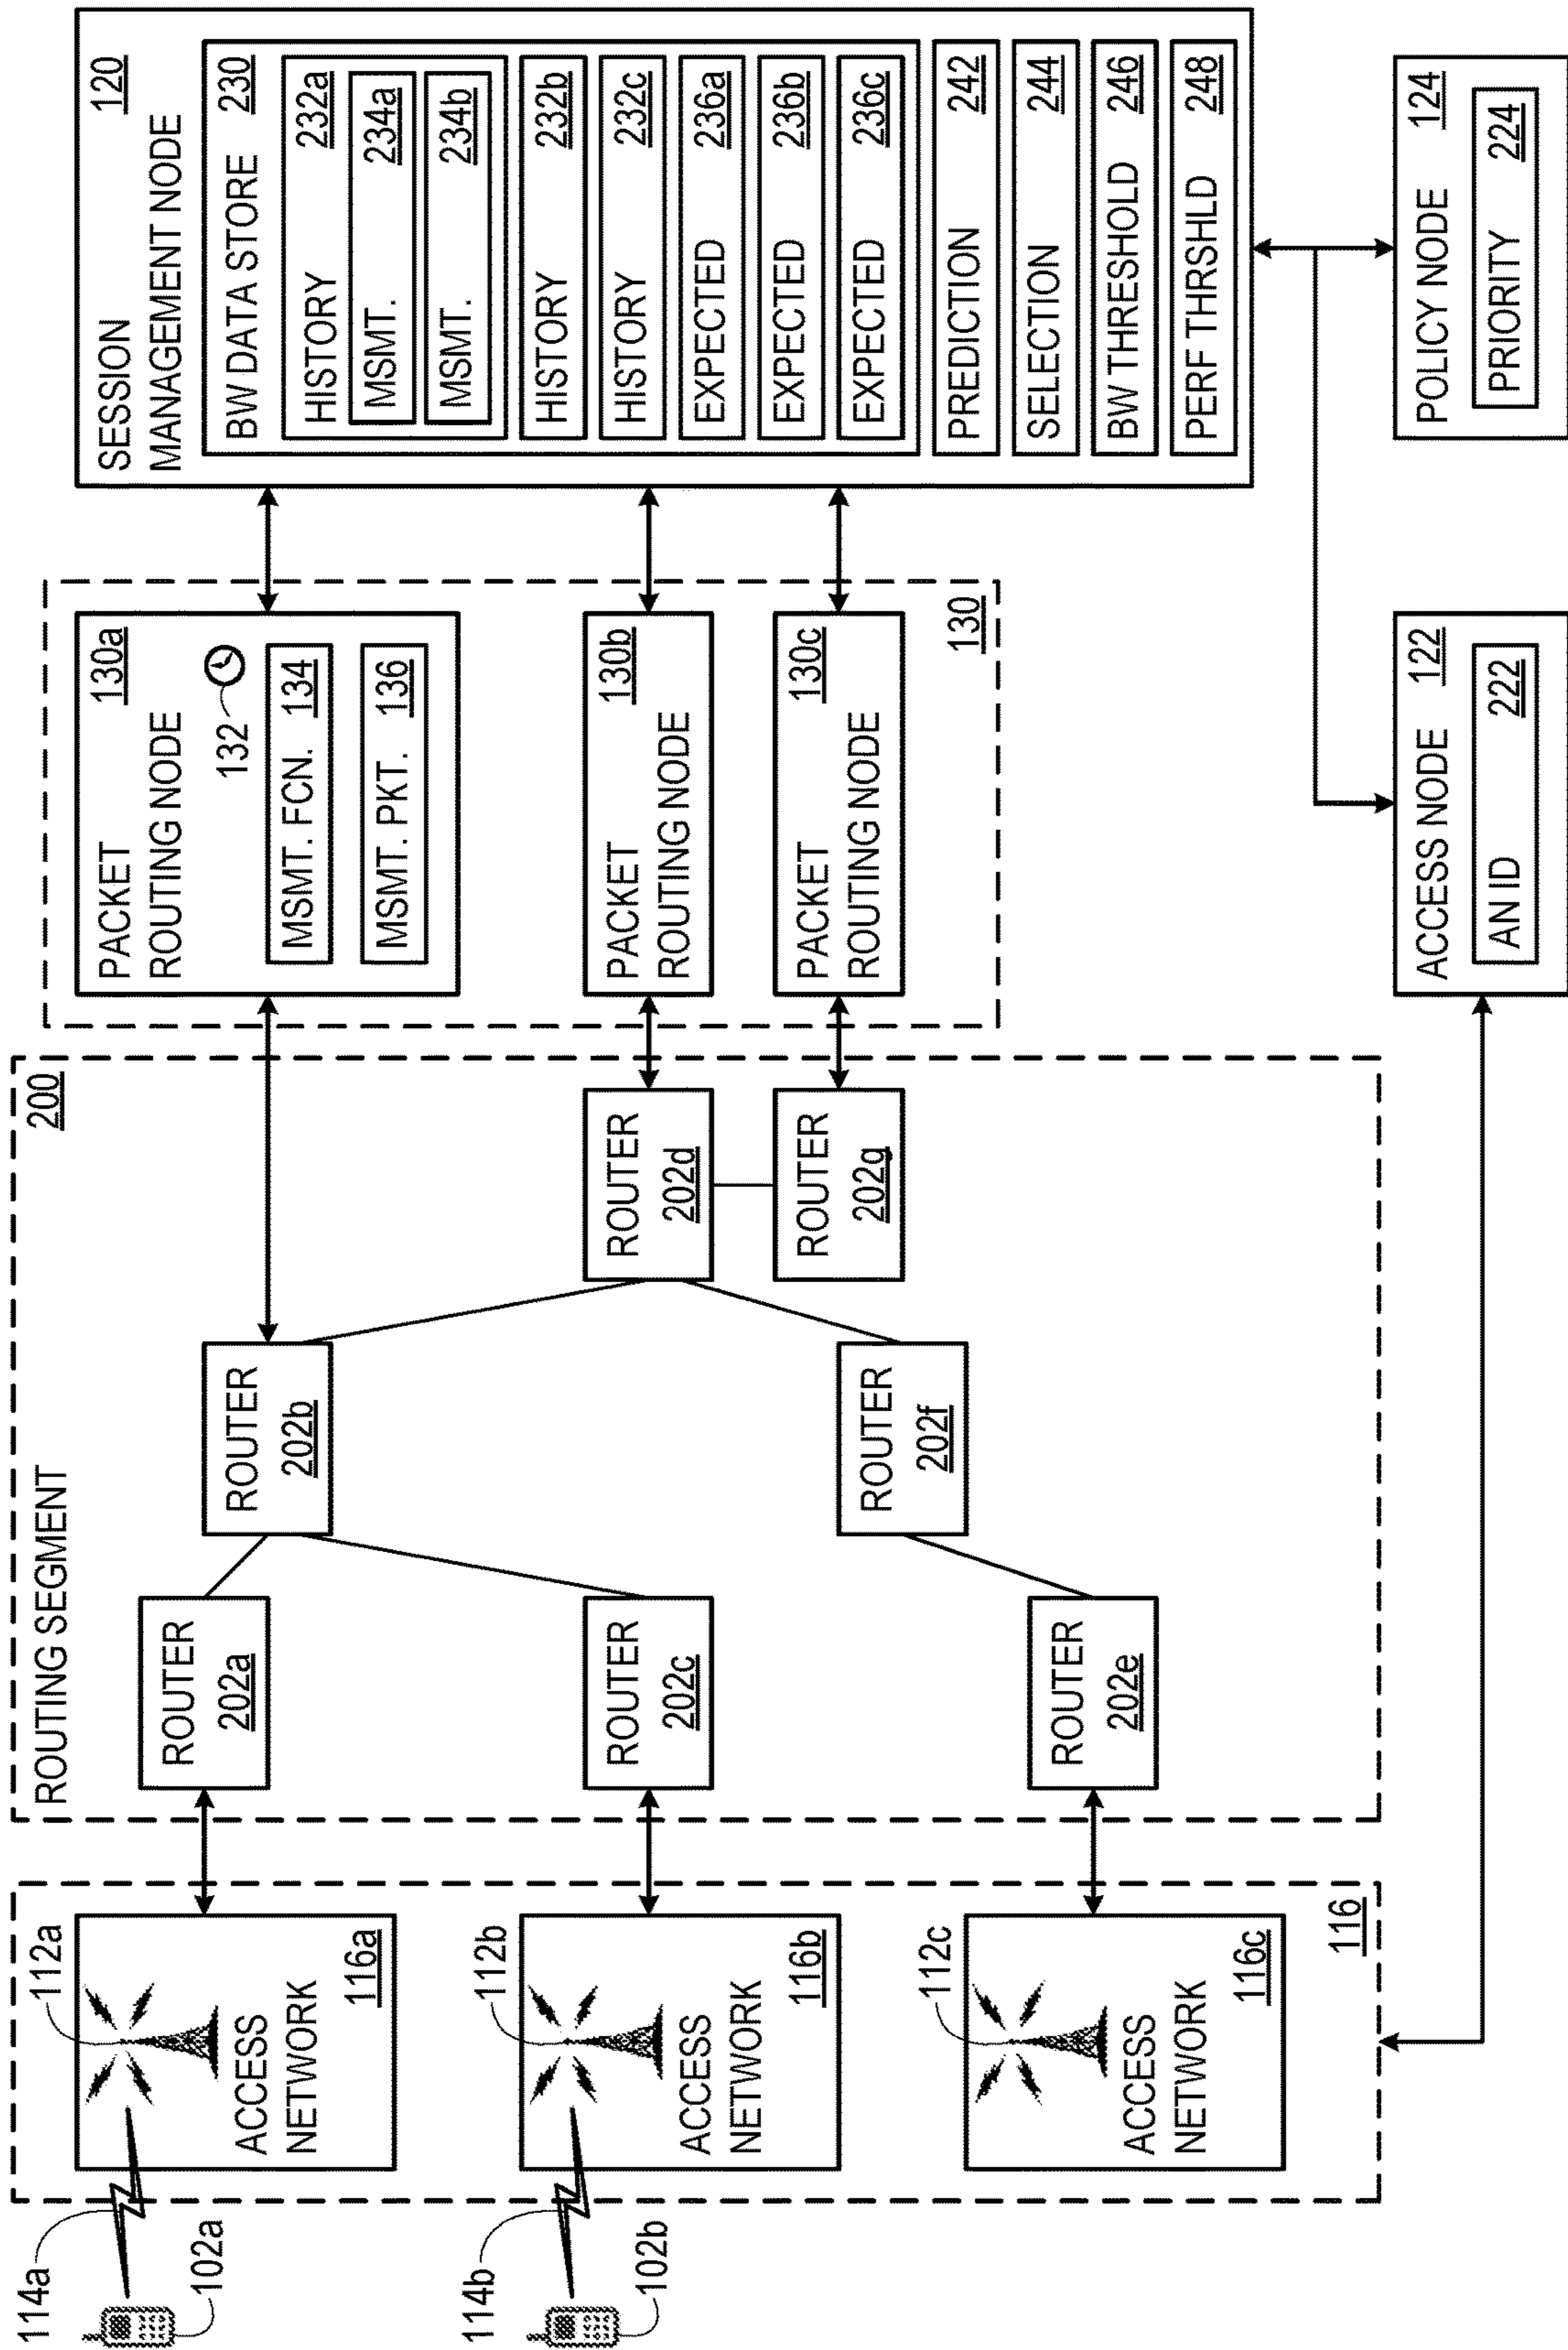 114a
102a
114b
102b
112a
ACCESS
NETWORK
116a
112b
ACCESS
NETWORK
116b
112c
ACCESS
NETWORK
116c
116
ROUTING SEGMENT
200
ROUTER
202a
ROUTER
202c
ROUTER
202e
ROUTER
202b
ROUTER
202f
ROUTER
202d
ROUTER
202g
PACKET
ROUTING NODE
130a
132
MSMT. FCN. 134
MSMT. PKT. 136
PACKET
ROUTING NODE
130b
PACKET
ROUTING NODE
130c
130
SESSION
MANAGEMENT NODE
120
BW DATA STORE 230
HISTORY 232a
MSMT. 234a
MSMT. 234b
HISTORY 232b
HISTORY 232c
EXPECTED 236a
EXPECTED 236b
EXPECTED 236c
PREDICTION 242
SELECTION 244
BW THRESHOLD 246
PERF THRSHLD 248
ACCESS NODE 122
AN ID 222
POLICY NODE 124
PRIORITY 224